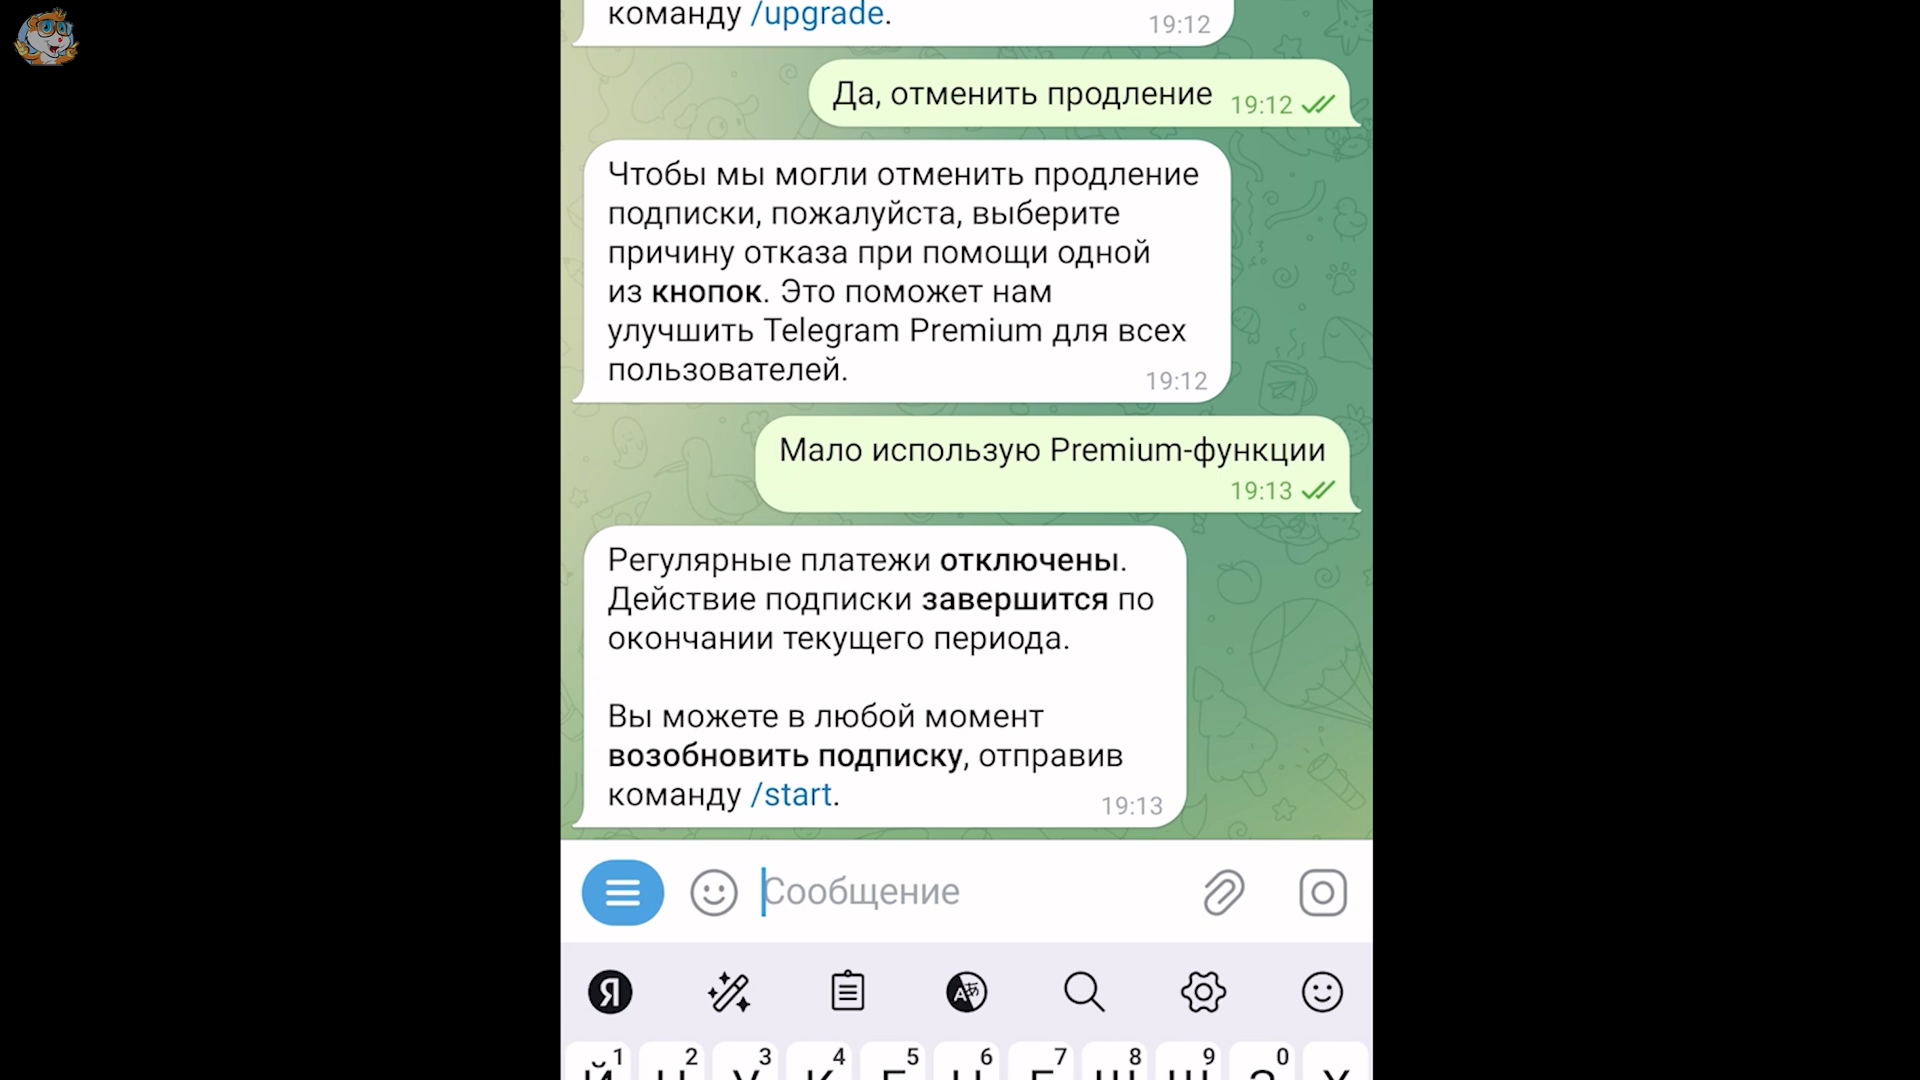 команду /upgrade.
19:12
Да, отменить продление
19:12
Чтобы мы могли отменить продление
подписки, пожалуйста, выберите
причину отказа при помощи одной
из кнопок. Это поможет нам
улучшить Telegram Premium для всех
пользователей.
19:12
Мало использую Premium-функции
19:13
Регулярные платежи отключены.
Действие подписки завершится по
окончании текущего периода.
Вы можете в любой момент
возобновить подписку, отправив
команду /start.
19:13
Сообщение
Я
1 2 3 4 5 6 7 8 9 0